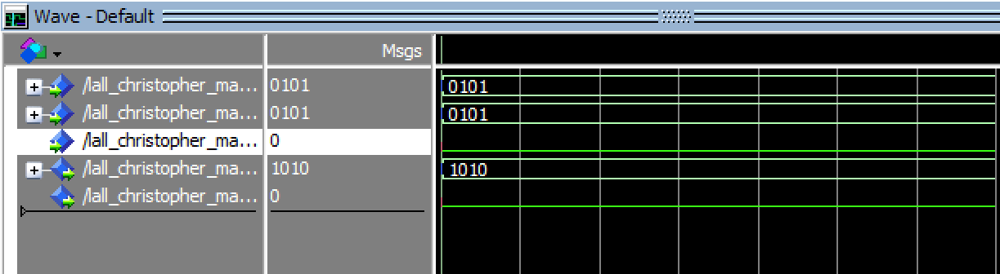 Wave - Default
Msgs
/lall_christopher_ma... 0101 0101
/lall_christopher_ma... 0101 0101
/lall_christopher_ma... 0
/lall_christopher_ma... 1010 1010
/lall_christopher_ma... 0